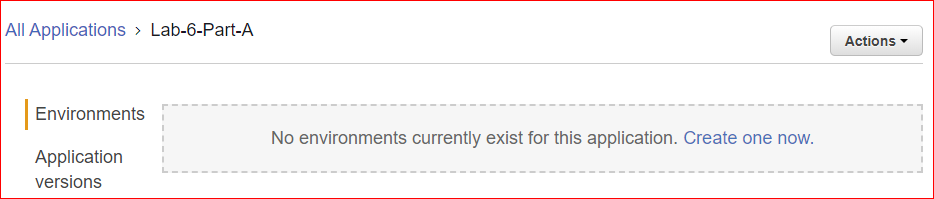 All Applications › Lab-6-Part-A
Actions
Environments
No environments currently exist for this application. Create one now.
Application
versions